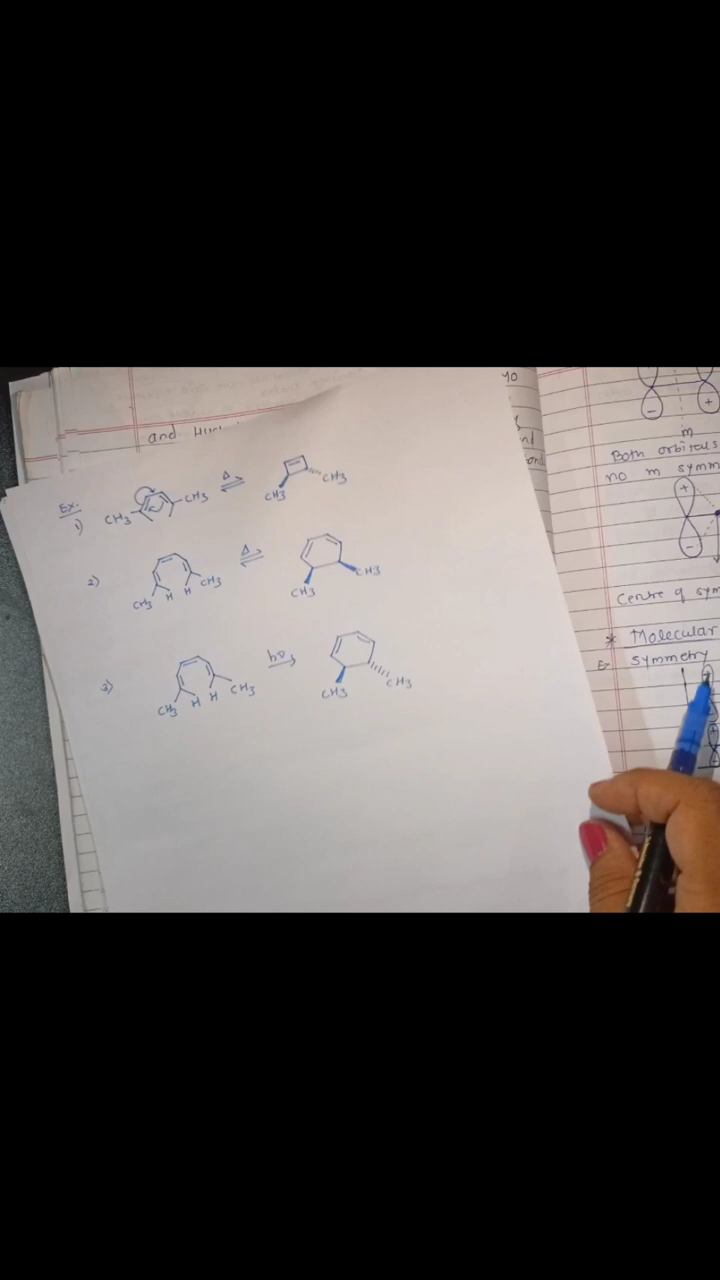 and
Ex.
1) CH3 CH3 Δ ⇌ CH3 CH3
2) CH3 H H CH3 Δ ⇌ CH3 CH3
3) CH3 H H CH3 hν CH3 CH3
+
-
m
Both orbitals
no m symm
+
-
Centre of sym
* Molecular
symmetry